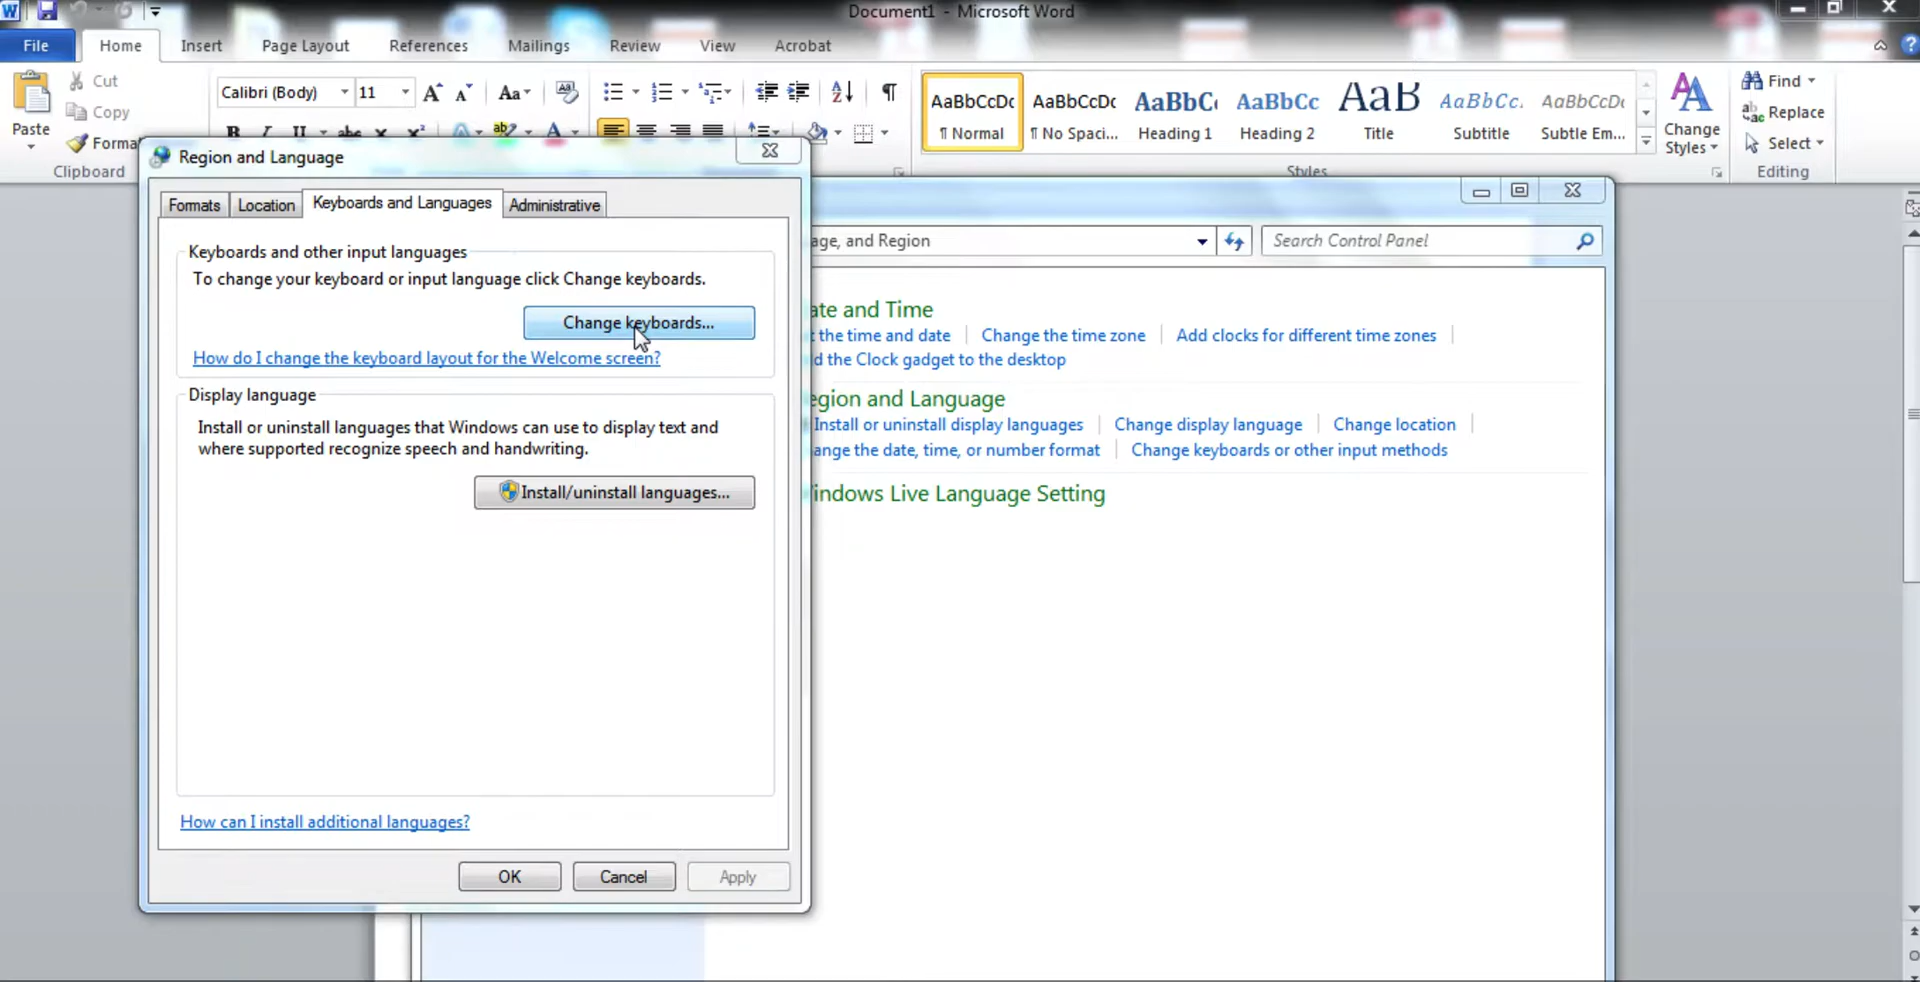 Document1 - Microsoft Word
File Home Insert Page Layout References Mailings Review View Acrobat
Cut
Copy
Paste
Clipboard
Calibri (Body) 11
AaBbCcDc
¶ Normal
AaBbCcDc
¶ No Spaci...
AaBbC
Heading 1
AaBbCc
Heading 2
AaB
Title
AaBbCc.
Subtitle
AaBbCcDc
Subtle Em...
Styles
Change
Styles
Find
Replace
Select
Editing
Region and Language
Formats Location Keyboards and Languages Administrative
Keyboards and other input languages
To change your keyboard or input language click Change keyboards.
Change keyboards...
How do I change the keyboard layout for the Welcome screen?
Display language
Install or uninstall languages that Windows can use to display text and
where supported recognize speech and handwriting.
Install/uninstall languages...
How can I install additional languages?
OK Cancel Apply
age, and Region
Search Control Panel
ate and Time
the time and date Change the time zone Add clocks for different time zones
d the Clock gadget to the desktop
egion and Language
Install or uninstall display languages Change display language Change location
ange the date, time, or number format Change keyboards or other input methods
indows Live Language Setting